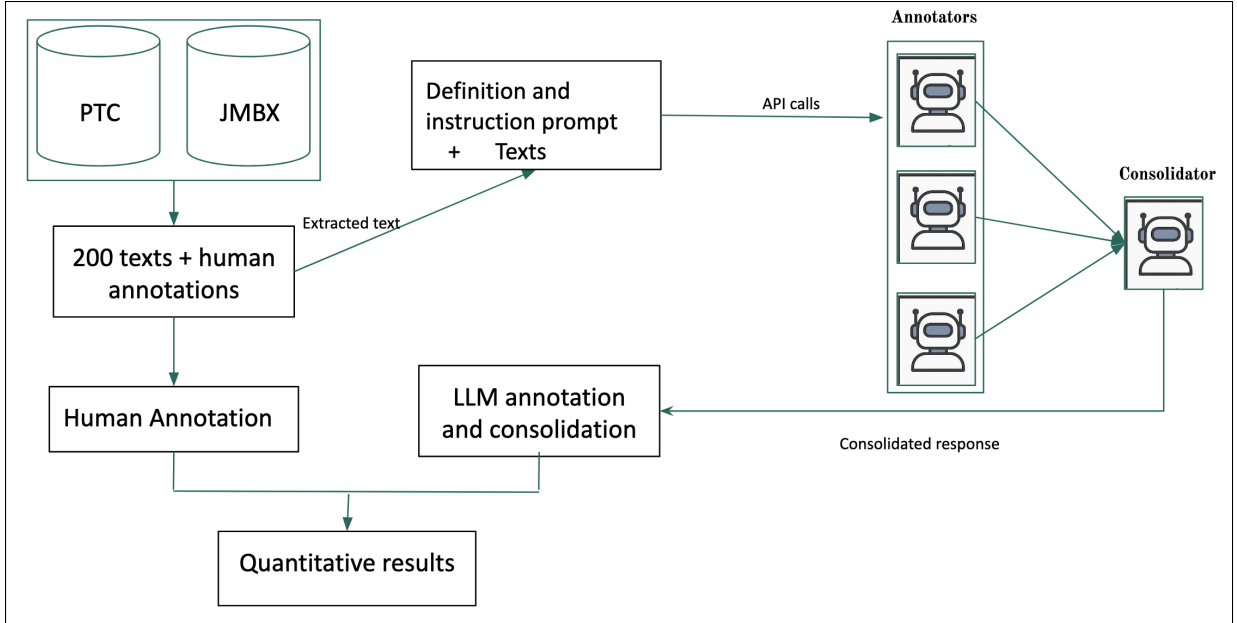 Annotators
PTC
JMBX
Definition and
instruction prompt
+ Texts
API calls
Consolidator
Extracted text
200 texts + human
annotations
Human Annotation
LLM annotation
and consolidation
Consolidated response
Quantitative results